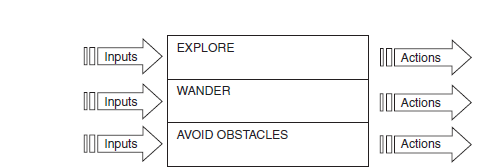 EXPLORE
Inputs
Actions
WANDER
Inputs
Actions
AVOID OBSTACLES
Inputs
Actions